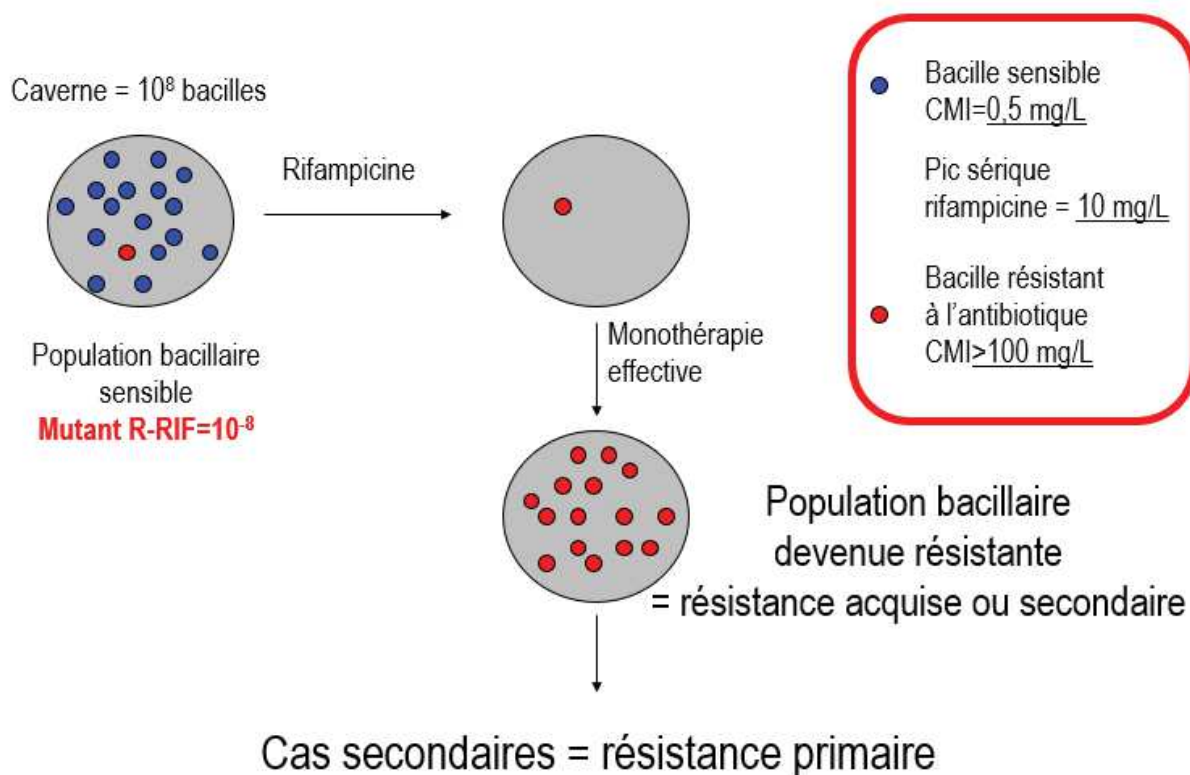 Caverne = 10⁸ bacilles
Rifampicine
Population bacillaire
sensible
Mutant R-RIF=10⁻⁸
Monothérapie
effective
Bacille sensible
CMI=0,5 mg/L
Pic sérique
rifampicine = 10 mg/L
Bacille résistant
à l’antibiotique
CMI>100 mg/L
Population bacillaire
devenue résistante
= résistance acquise ou secondaire
Cas secondaires = résistance primaire